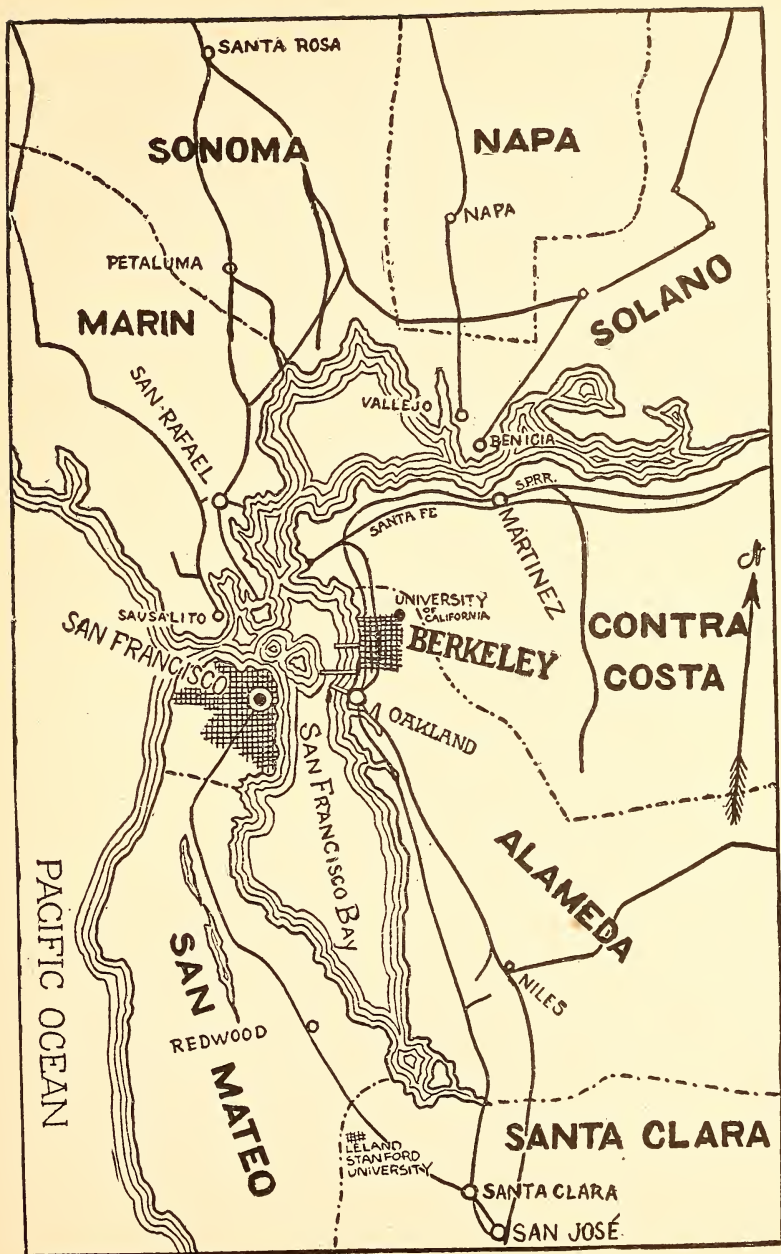 SANTA ROSA
SONOMA
NAPA
NAPA
PETALUMA
SOLANO
MARIN
SAN RAFAEL
VALLEJO
BENICIA
S.P.R.R.
SANTA FE
MARTINEZ
UNIVERSITY
OF
CALIFORNIA
SAUSALITO
SAN FRANCISCO
BERKELEY
CONTRA
COSTA
N
OAKLAND
SAN FRANCISCO BAY
ALAMEDA
PACIFIC OCEAN
NILES
SAN MATEO
REDWOOD
SANTA CLARA
LELAND
STANFORD
UNIVERSITY
SANTA CLARA
SAN JOSÉ